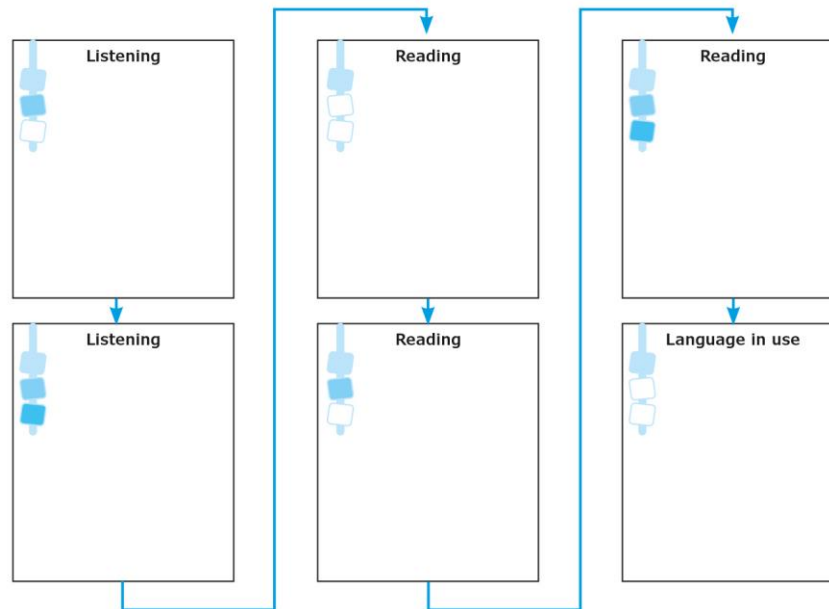 Listening
Listening
Reading
Reading
Reading
Language in use